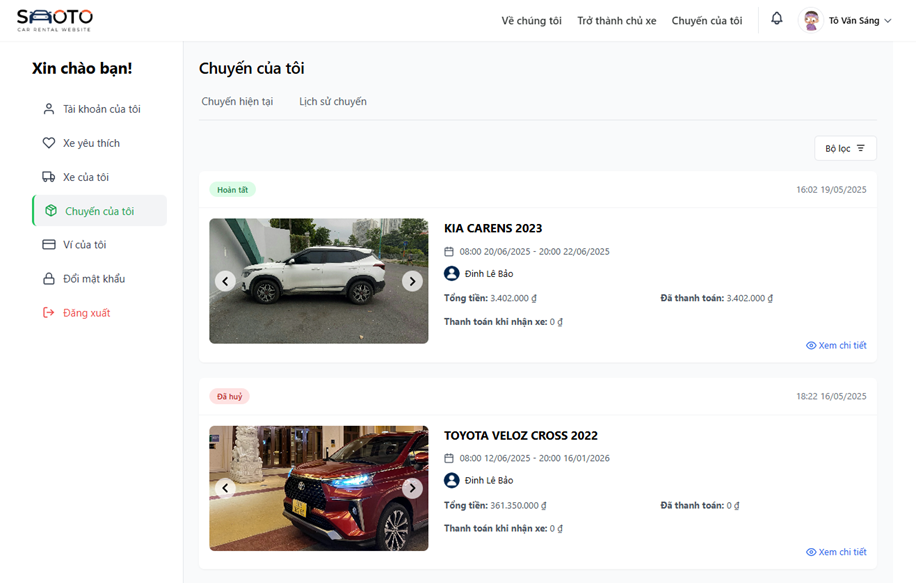 SMOTO
CAR RENTAL WEBSITE
Về chúng tôi Trở thành chủ xe Chuyến của tôi Tô Văn Sáng
Xin chào bạn!
Tài khoản của tôi
Xe yêu thích
Xe của tôi
Chuyến của tôi
Ví của tôi
Đổi mật khẩu
Đăng xuất
Chuyến của tôi
Chuyến hiện tại Lịch sử chuyến
Bộ lọc
Hoàn tất 16:02 19/05/2025
KIA CARENS 2023
08:00 20/06/2025 - 20:00 22/06/2025
Đinh Lê Bảo
Tổng tiền: 3.402.000 ₫ Đã thanh toán: 3.402.000 ₫
Thanh toán khi nhận xe: 0 ₫
Xem chi tiết
Đã huỷ 18:22 16/05/2025
TOYOTA VELOZ CROSS 2022
08:00 12/06/2025 - 20:00 16/01/2026
Đinh Lê Bảo
Tổng tiền: 361.350.000 ₫ Đã thanh toán: 0 ₫
Thanh toán khi nhận xe: 0 ₫
Xem chi tiết